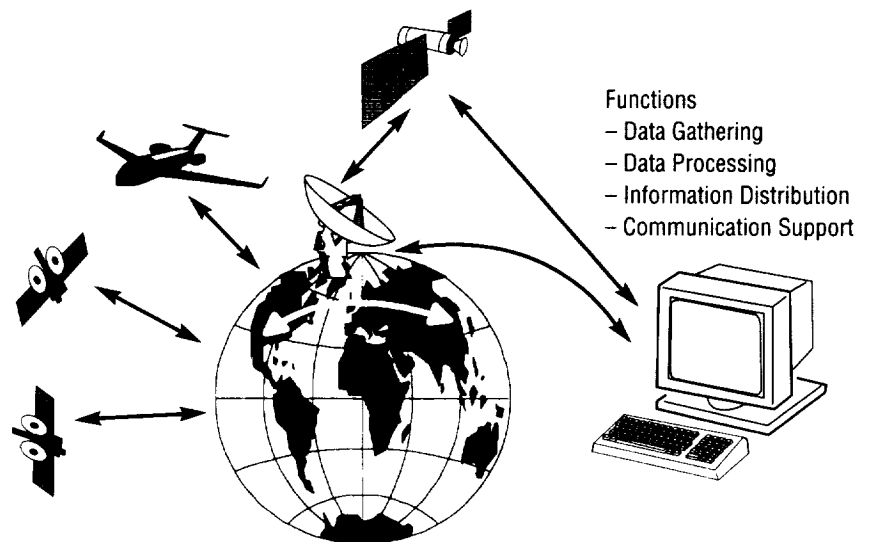 Functions
– Data Gathering
– Data Processing
– Information Distribution
– Communication Support